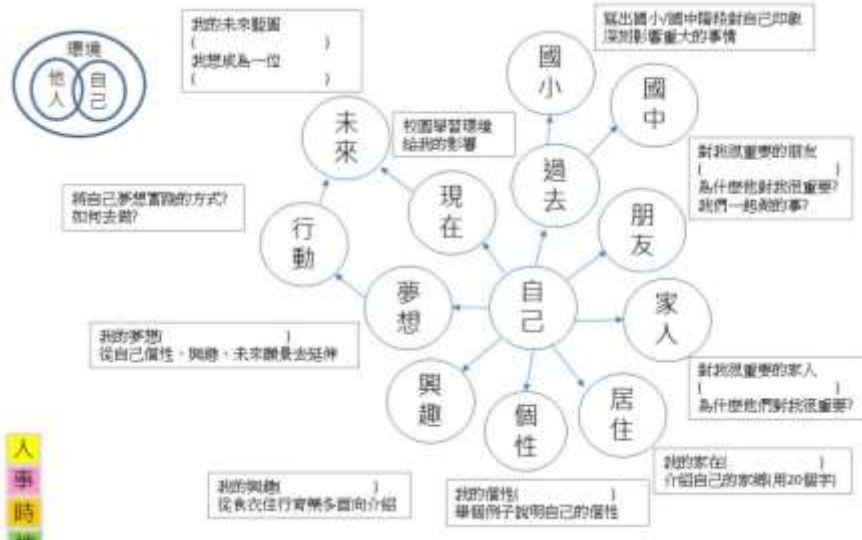 環境
他人
自己
我的未來藍圖
(                    )
我想成為一位
(                    )
寫出國小/國中階段對自己印象
深刻影響重大的事情
國小
國中
未來
校園學習環境
給我的影響
過去
對我很重要的朋友
(                    )
為什麼他對我很重要?
我們一起做的事?
將自己夢想實踐的方式?
如何去做?
現在
朋友
行動
夢想
自己
家人
我的夢想(                    )
從自己個性、興趣、未來願景去延伸
對我很重要的家人
(                    )
為什麼他們對我很重要?
興趣
個性
居住
人
事
時
我的興趣(                    )
從食衣住行育樂多面向介紹
我的個性(                    )
舉個例子說明自己的個性
我的家在(                    )
介紹自己的家鄉(用20個字)